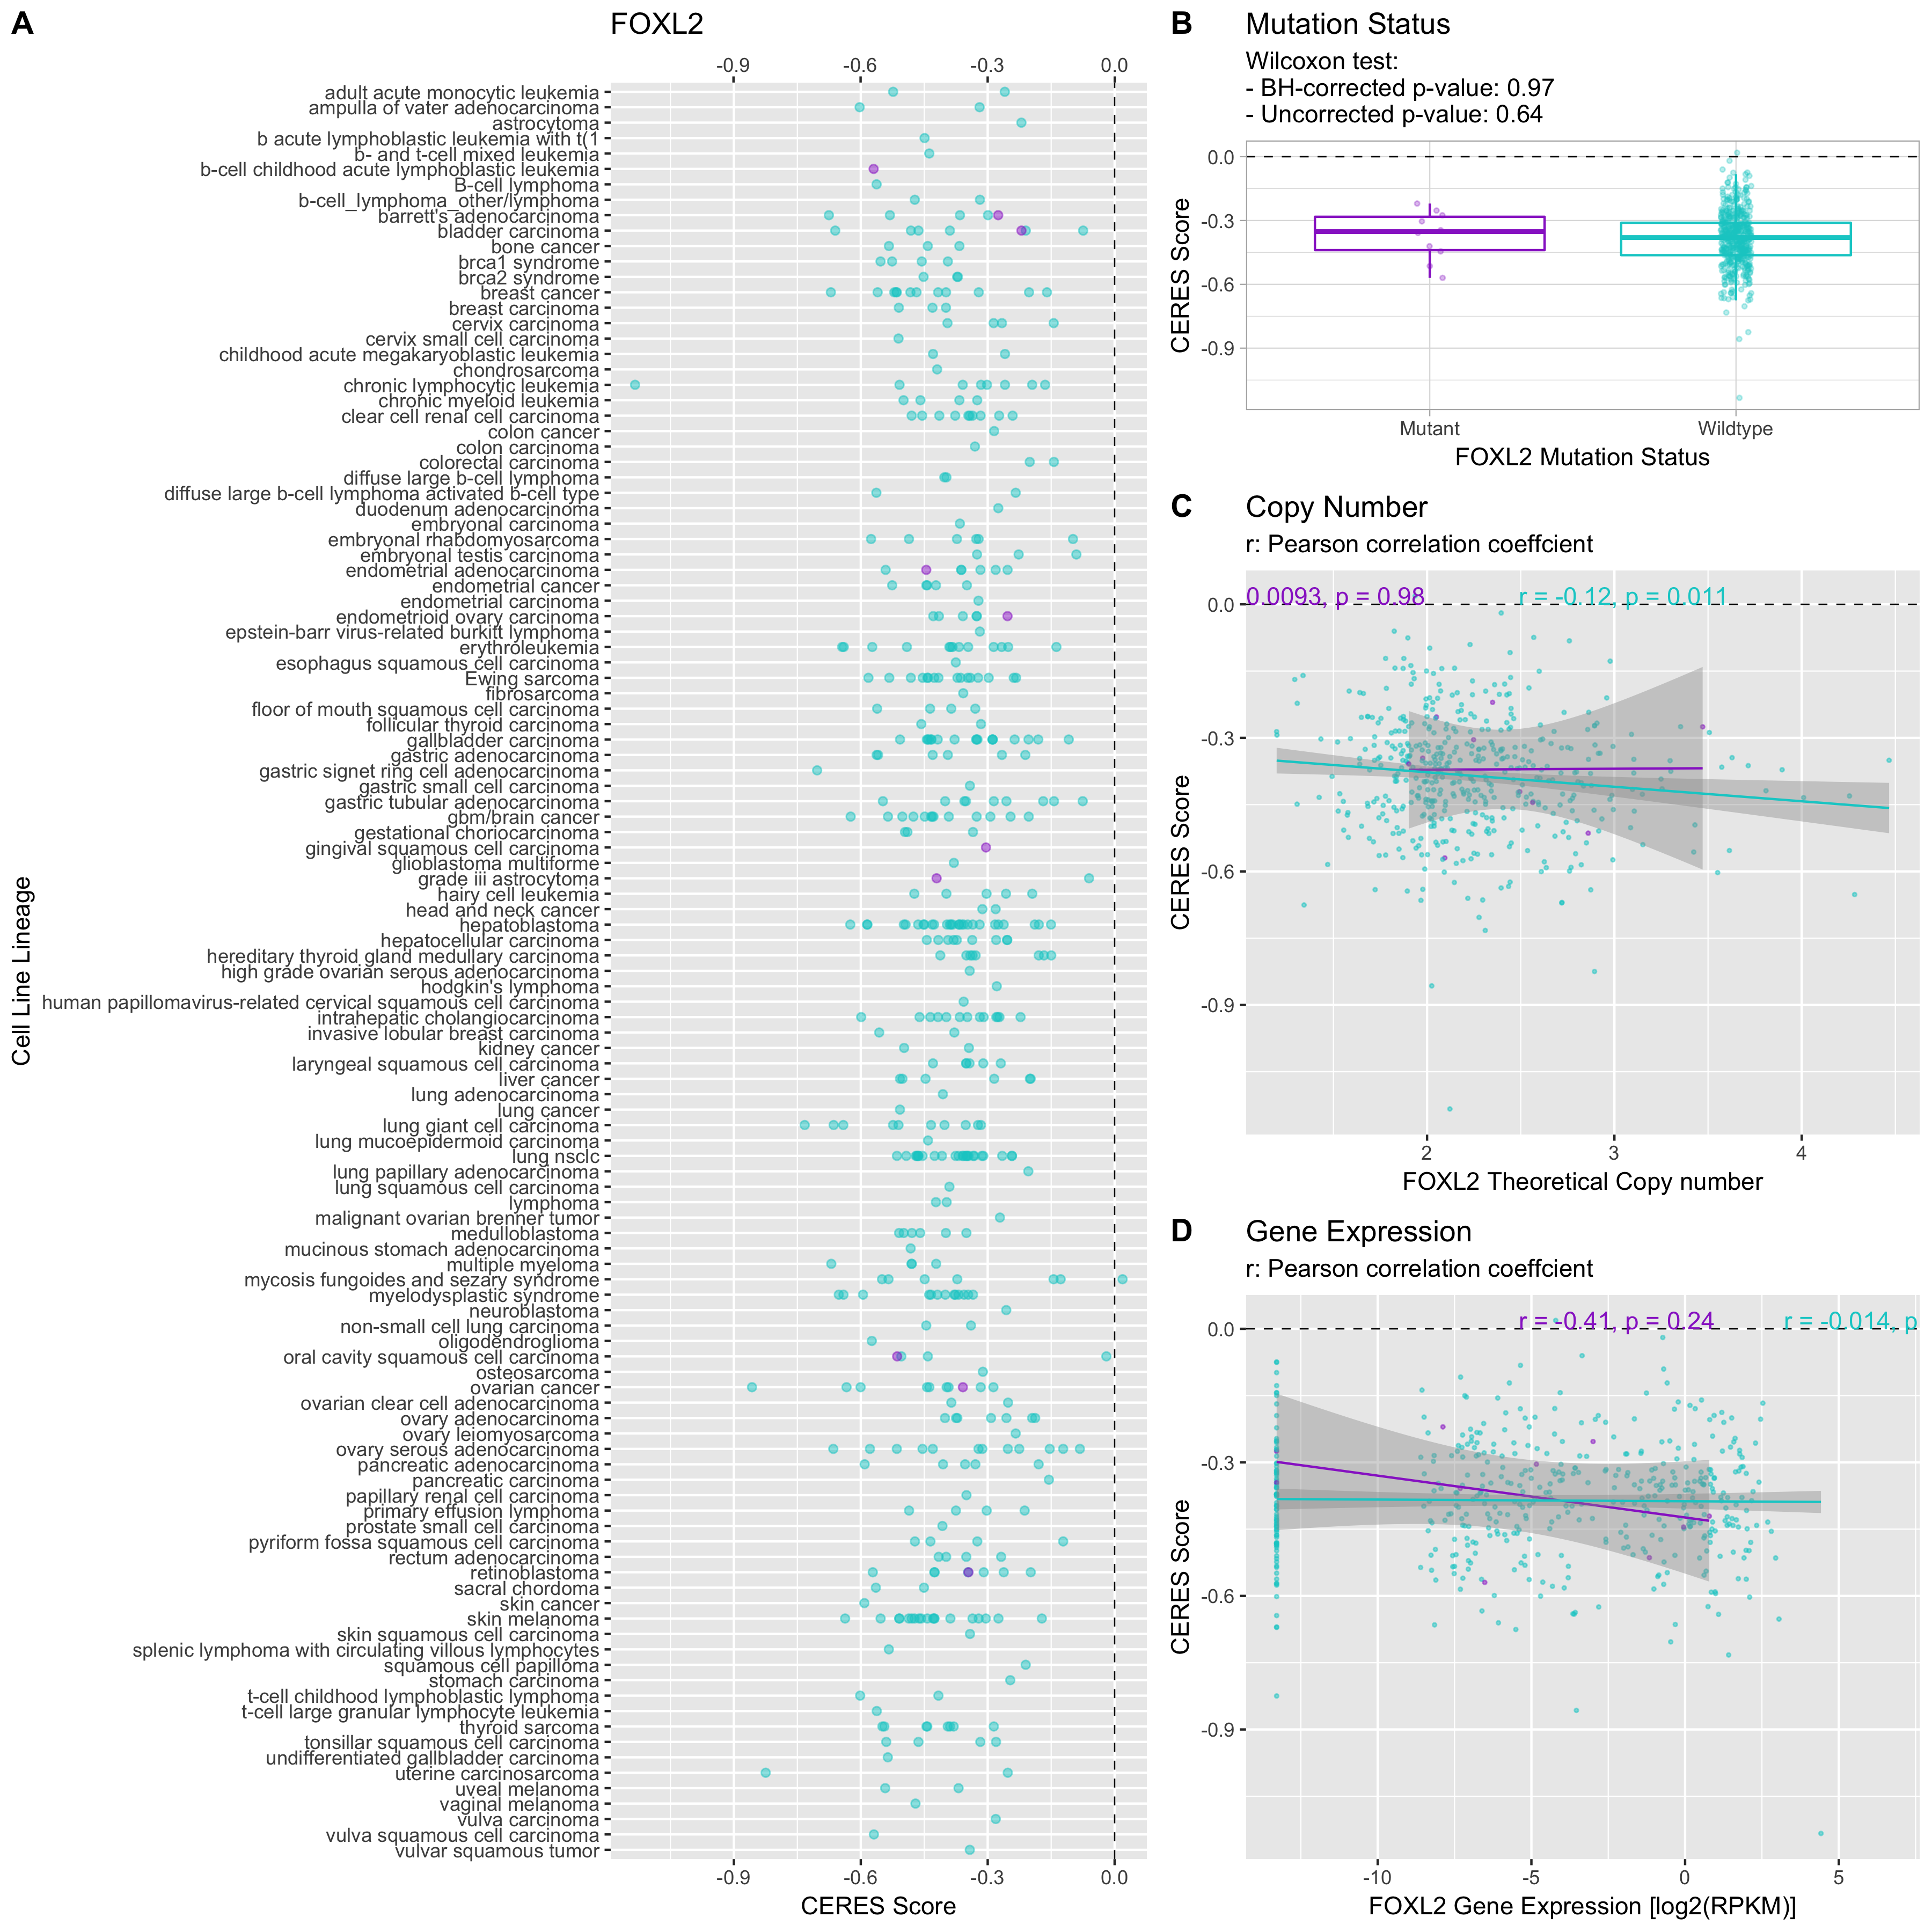 A
FOXL2
-0.9 -0.6 -0.3 0.0
adult acute monocytic leukemia
ampulla of vater adenocarcinoma
astrocytoma
b acute lymphoblastic leukemia with t(1
b- and t-cell mixed leukemia
b-cell childhood acute lymphoblastic leukemia
B-cell lymphoma
b-cell_lymphoma_other/lymphoma
barrett's adenocarcinoma
bladder carcinoma
bone cancer
brca1 syndrome
brca2 syndrome
breast cancer
breast carcinoma
cervix carcinoma
cervix small cell carcinoma
childhood acute megakaryoblastic leukemia
chondrosarcoma
chronic lymphocytic leukemia
chronic myeloid leukemia
clear cell renal cell carcinoma
colon cancer
colon carcinoma
colorectal carcinoma
diffuse large b-cell lymphoma
diffuse large b-cell lymphoma activated b-cell type
duodenum adenocarcinoma
embryonal carcinoma
embryonal rhabdomyosarcoma
embryonal testis carcinoma
endometrial adenocarcinoma
endometrial cancer
endometrial carcinoma
endometrioid ovary carcinoma
epstein-barr virus-related burkitt lymphoma
erythroleukemia
esophagus squamous cell carcinoma
Ewing sarcoma
fibrosarcoma
floor of mouth squamous cell carcinoma
follicular thyroid carcinoma
gallbladder carcinoma
gastric adenocarcinoma
gastric signet ring cell adenocarcinoma
gastric small cell carcinoma
gastric tubular adenocarcinoma
gbm/brain cancer
gestational choriocarcinoma
gingival squamous cell carcinoma
glioblastoma multiforme
grade iii astrocytoma
hairy cell leukemia
head and neck cancer
hepatoblastoma
hepatocellular carcinoma
hereditary thyroid gland medullary carcinoma
high grade ovarian serous adenocarcinoma
hodgkin's lymphoma
human papillomavirus-related cervical squamous cell carcinoma
intrahepatic cholangiocarcinoma
invasive lobular breast carcinoma
kidney cancer
laryngeal squamous cell carcinoma
liver cancer
lung adenocarcinoma
lung cancer
lung giant cell carcinoma
lung mucoepidermoid carcinoma
lung nsclc
lung papillary adenocarcinoma
lung squamous cell carcinoma
lymphoma
malignant ovarian brenner tumor
medulloblastoma
mucinous stomach adenocarcinoma
multiple myeloma
mycosis fungoides and sezary syndrome
myelodysplastic syndrome
neuroblastoma
non-small cell lung carcinoma
oligodendroglioma
oral cavity squamous cell carcinoma
osteosarcoma
ovarian cancer
ovarian clear cell adenocarcinoma
ovary adenocarcinoma
ovary leiomyosarcoma
ovary serous adenocarcinoma
pancreatic adenocarcinoma
pancreatic carcinoma
papillary renal cell carcinoma
primary effusion lymphoma
prostate small cell carcinoma
pyriform fossa squamous cell carcinoma
rectum adenocarcinoma
retinoblastoma
sacral chordoma
skin cancer
skin melanoma
skin squamous cell carcinoma
splenic lymphoma with circulating villous lymphocytes
squamous cell papilloma
stomach carcinoma
t-cell childhood lymphoblastic lymphoma
t-cell large granular lymphocyte leukemia
thyroid sarcoma
tonsillar squamous cell carcinoma
undifferentiated gallbladder carcinoma
uterine carcinosarcoma
uveal melanoma
vaginal melanoma
vulva carcinoma
vulva squamous cell carcinoma
vulvar squamous tumor
-0.9 -0.6 -0.3 0.0
CERES Score
Cell Line Lineage
B
Mutation Status
Wilcoxon test:
- BH-corrected p-value: 0.97
- Uncorrected p-value: 0.64
0.0
-0.3
-0.6
-0.9
CERES Score
Mutant Wildtype
FOXL2 Mutation Status
C
Copy Number
r: Pearson correlation coeffcient
0.0093, p = 0.98 r = -0.12, p = 0.011
0.0
-0.3
-0.6
-0.9
CERES Score
2 3 4
FOXL2 Theoretical Copy number
D
Gene Expression
r: Pearson correlation coeffcient
r = -0.41, p = 0.24 r = -0.014, p
0.0
-0.3
-0.6
-0.9
CERES Score
-10 -5 0 5
FOXL2 Gene Expression [log2(RPKM)]